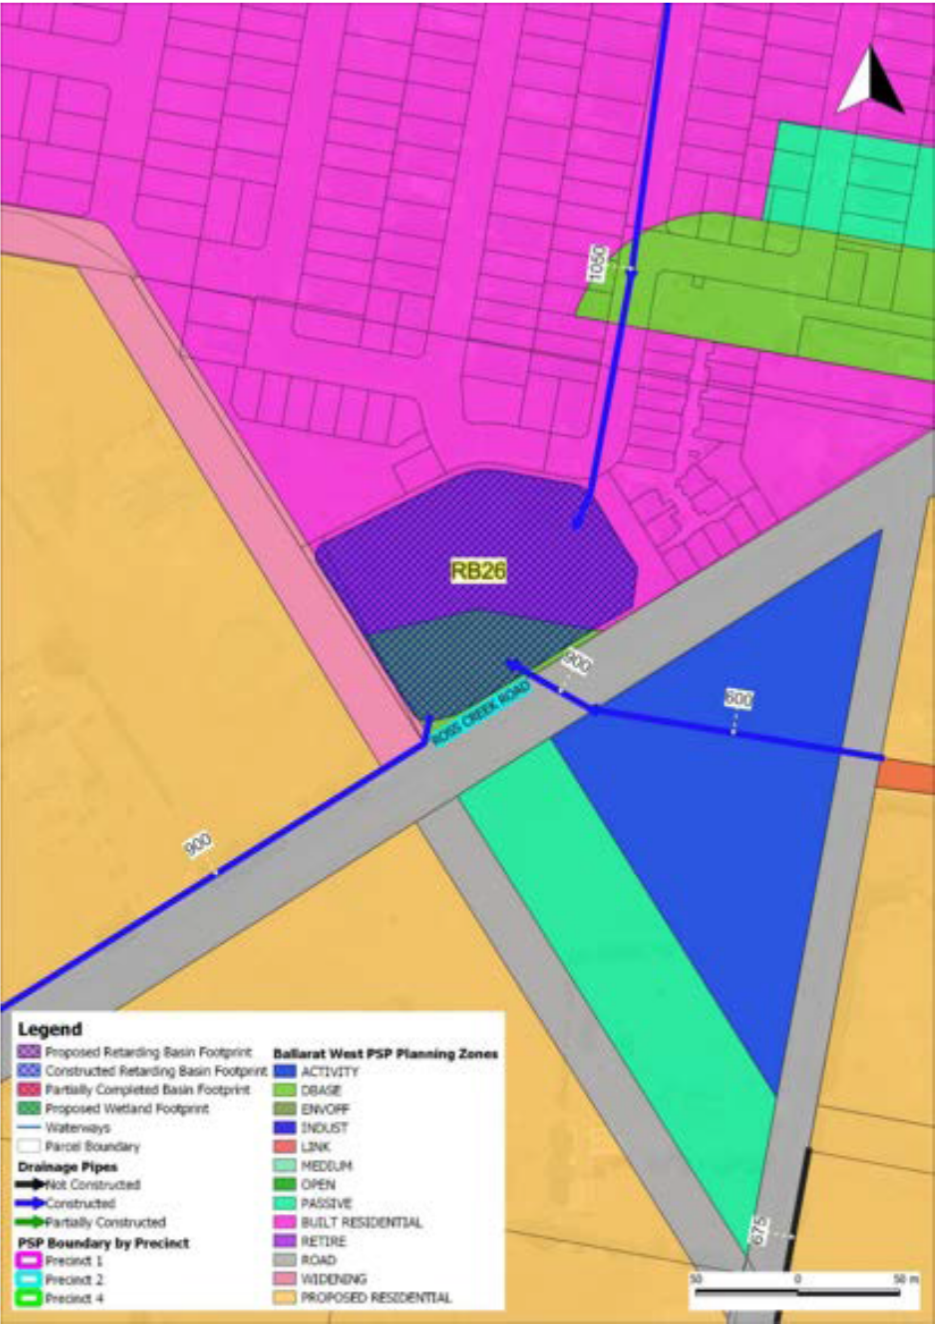 1050
RB26
900
600
ROSS CREEK ROAD
900
675
Legend
Proposed Retarding Basin Footprint
Constructed Retarding Basin Footprint
Partially Completed Basin Footprint
Proposed Wetland Footprint
Waterways
Parcel Boundary
Drainage Pipes
Not Constructed
Constructed
Partially Constructed
PSP Boundary by Precinct
Precinct 1
Precinct 2
Precinct 4
Ballarat West PSP Planning Zones
ACTIVITY
DBASE
ENVOFF
INDUST
LINK
MEDIUM
OPEN
PASSIVE
BUILT RESIDENTIAL
RETIRE
ROAD
WIDENING
PROPOSED RESIDENTIAL
50 0 50 m